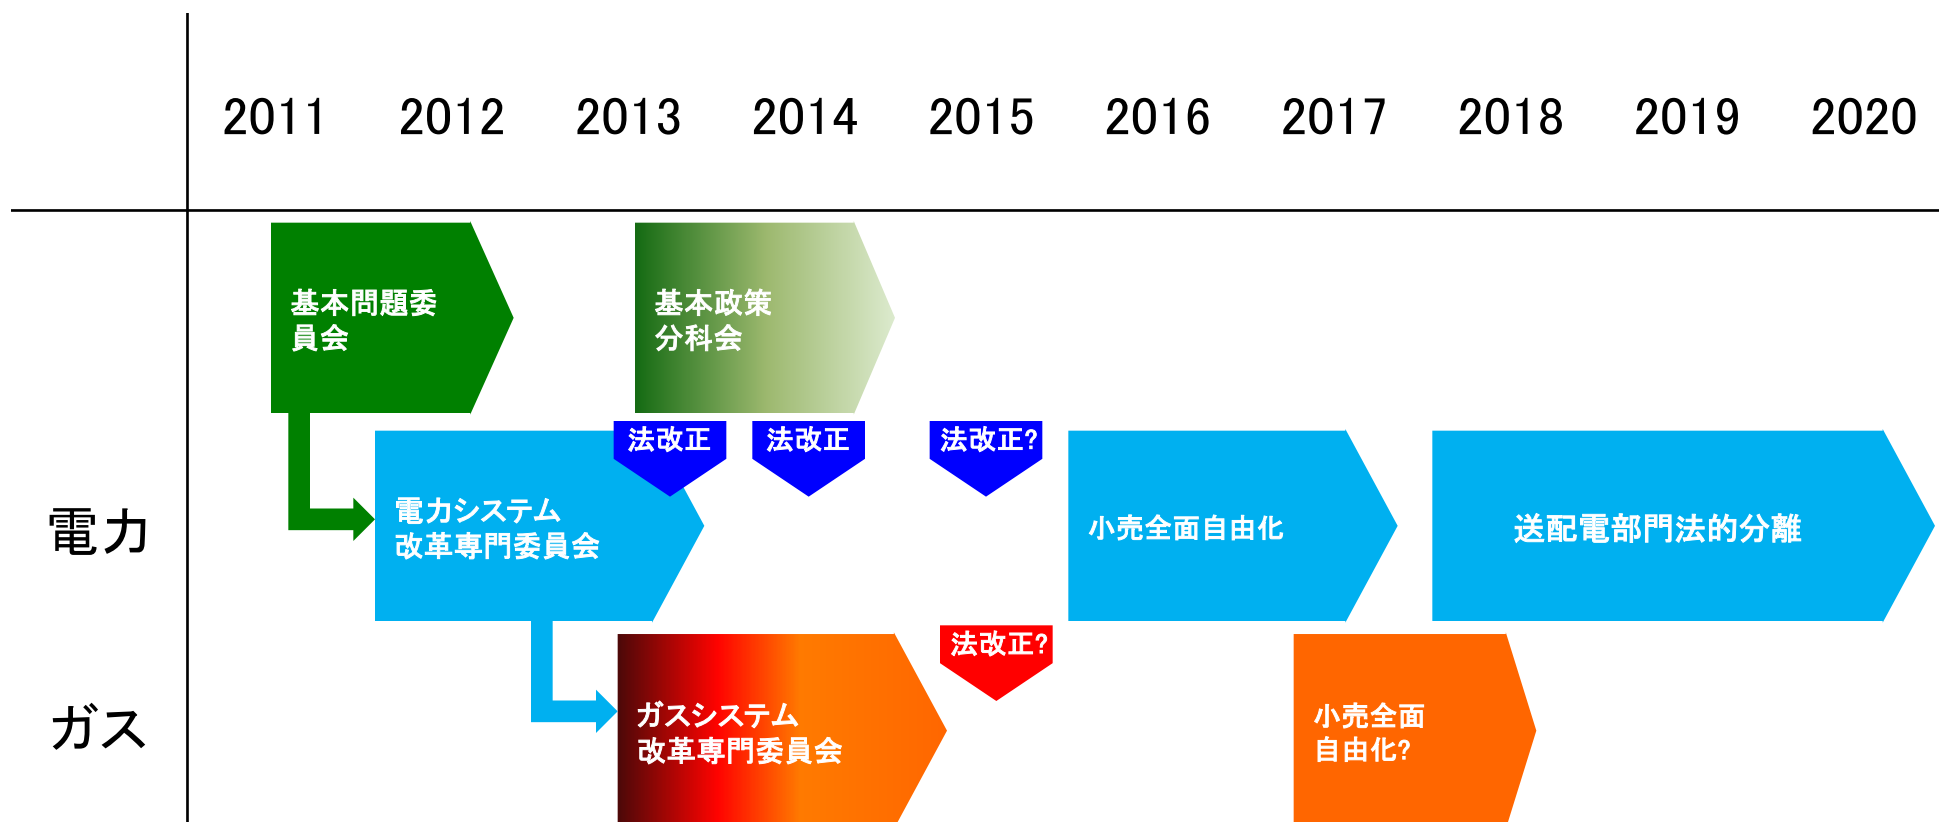 2011 2012 2013 2014 2015 2016 2017 2018 2019 2020
基本問題委
員会
基本政策
分科会
電力
法改正
法改正
法改正?
電力システム
改革専門委員会
小売全面自由化
送配電部門法的分離
ガス
法改正?
ガスシステム
改革専門委員会
小売全面
自由化?